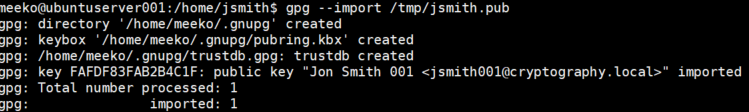 meeko@ubuntuserver001:/home/jsmith$ gpg --import /tmp/jsmith.pub
gpg: directory '/home/meeko/.gnupg' created
gpg: keybox '/home/meeko/.gnupg/pubring.kbx' created
gpg: /home/meeko/.gnupg/trustdb.gpg: trustdb created
gpg: key FAFDF83FAB2B4C1F: public key "Jon Smith 001 <jsmith001@cryptography.local>" imported
gpg: Total number processed: 1
gpg:               imported: 1